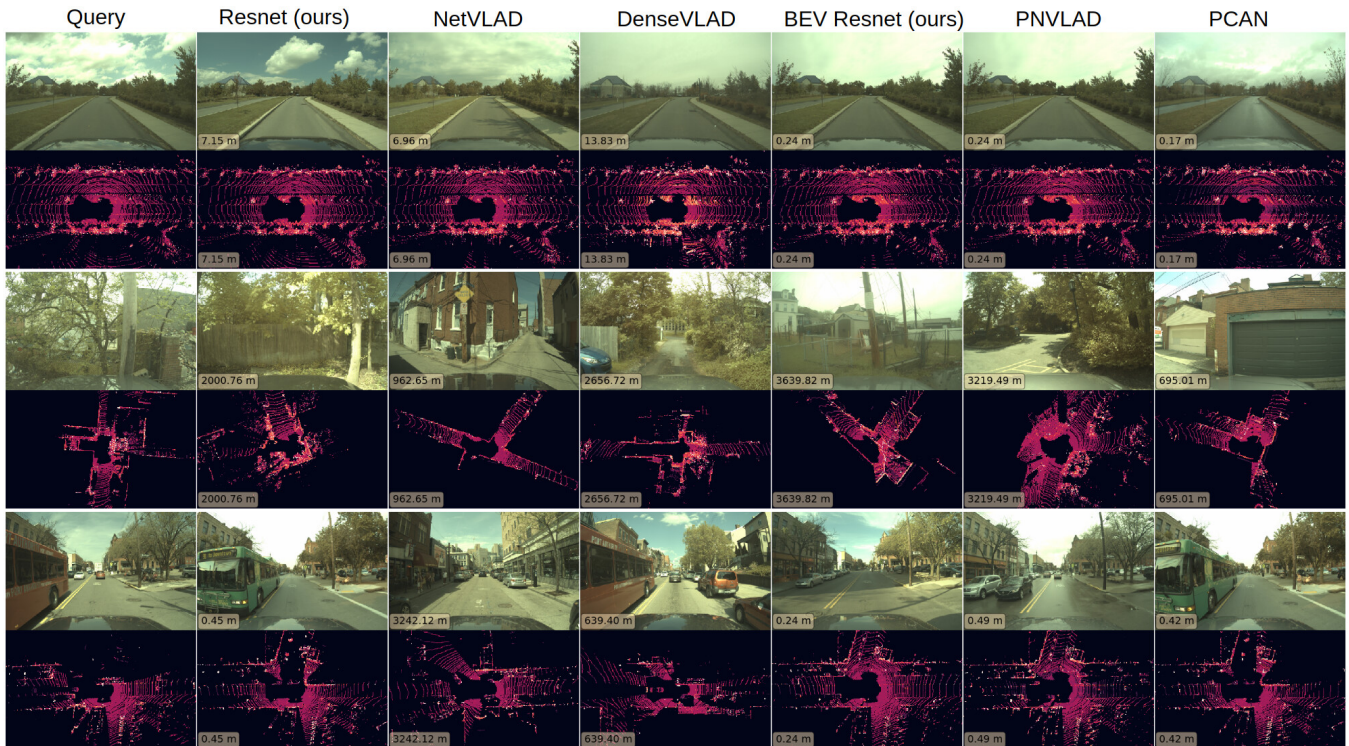 Query Resnet (ours) NetVLAD DenseVLAD BEV Resnet (ours) PNVLAD PCAN
7.15 m 6.96 m 13.83 m 0.24 m 0.24 m 0.17 m
7.15 m 6.96 m 13.83 m 0.24 m 0.24 m 0.17 m
2000.76 m 962.65 m 2656.72 m 3639.82 m 3219.49 m 695.01 m
2000.76 m 962.65 m 2656.72 m 3639.82 m 3219.49 m 695.01 m
0.45 m 3242.12 m 639.40 m 0.24 m 0.49 m 0.42 m
0.45 m 3242.12 m 639.40 m 0.24 m 0.49 m 0.42 m